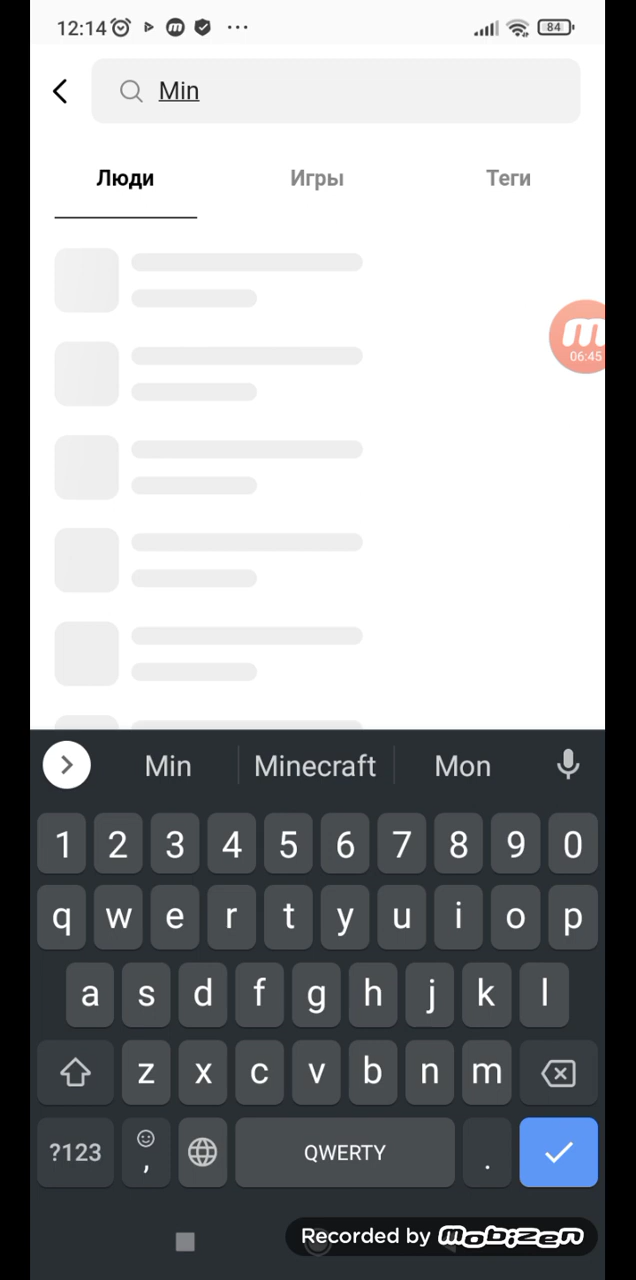 12:14 84
Min
Люди Игры Теги
m
06:45
Min Minecraft Mon
1 2 3 4 5 6 7 8 9 0
q w e r t y u i o p
a s d f g h j k l
z x c v b n m
?123 , QWERTY .
Recorded by mobizen